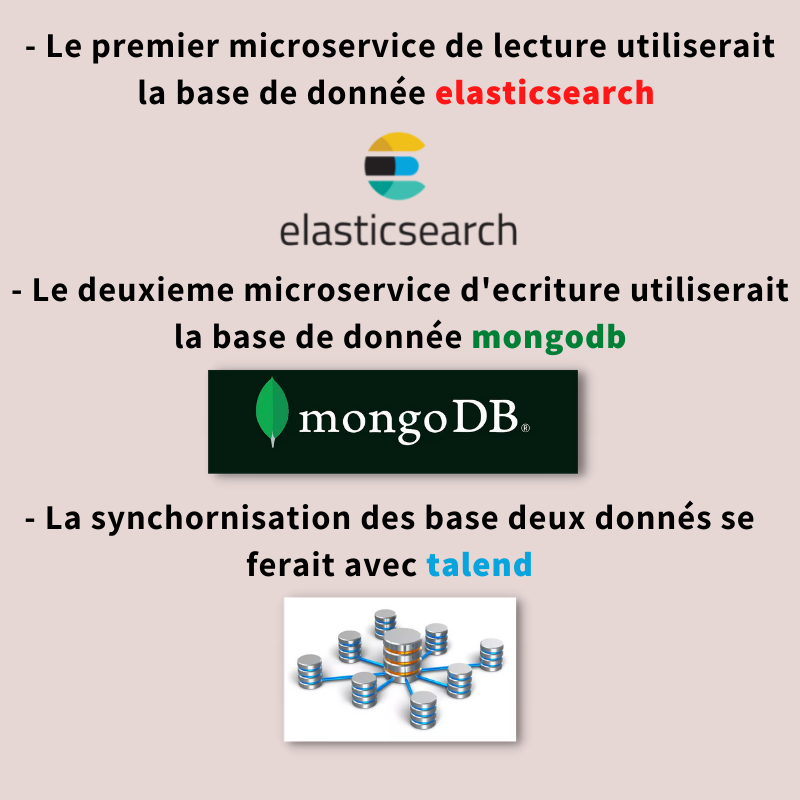 - Le premier microservice de lecture utiliserait
la base de donnée elasticsearch
elasticsearch
- Le deuxieme microservice d'ecriture utiliserait
la base de donnée mongodb
mongoDB®
- La synchornisation des base deux donnés se
ferait avec talend